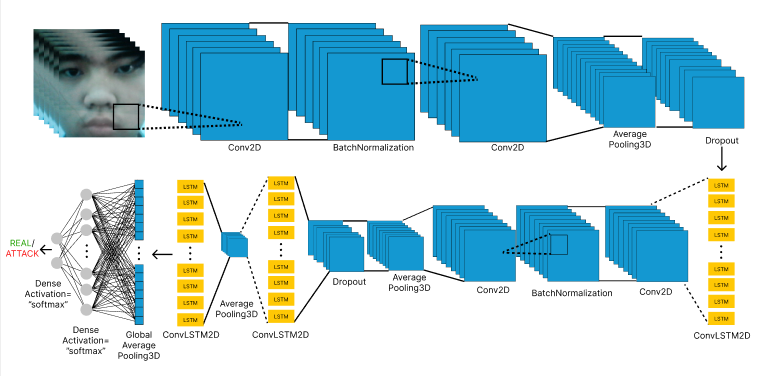 Conv2D
BatchNormalization
Conv2D
Average
Pooling3D
Dropout
LSTM
LSTM
LSTM
LSTM
LSTM
LSTM
LSTM
LSTM
ConvLSTM2D
Conv2D
BatchNormalization
Conv2D
Average
Pooling3D
Dropout
LSTM
LSTM
LSTM
LSTM
LSTM
LSTM
LSTM
LSTM
ConvLSTM2D
Average
Pooling3D
LSTM
LSTM
LSTM
LSTM
LSTM
LSTM
LSTM
LSTM
ConvLSTM2D
Global
Average
Pooling3D
Dense
Activation=
"softmax"
Dense
Activation=
"softmax"
REAL/
ATTACK